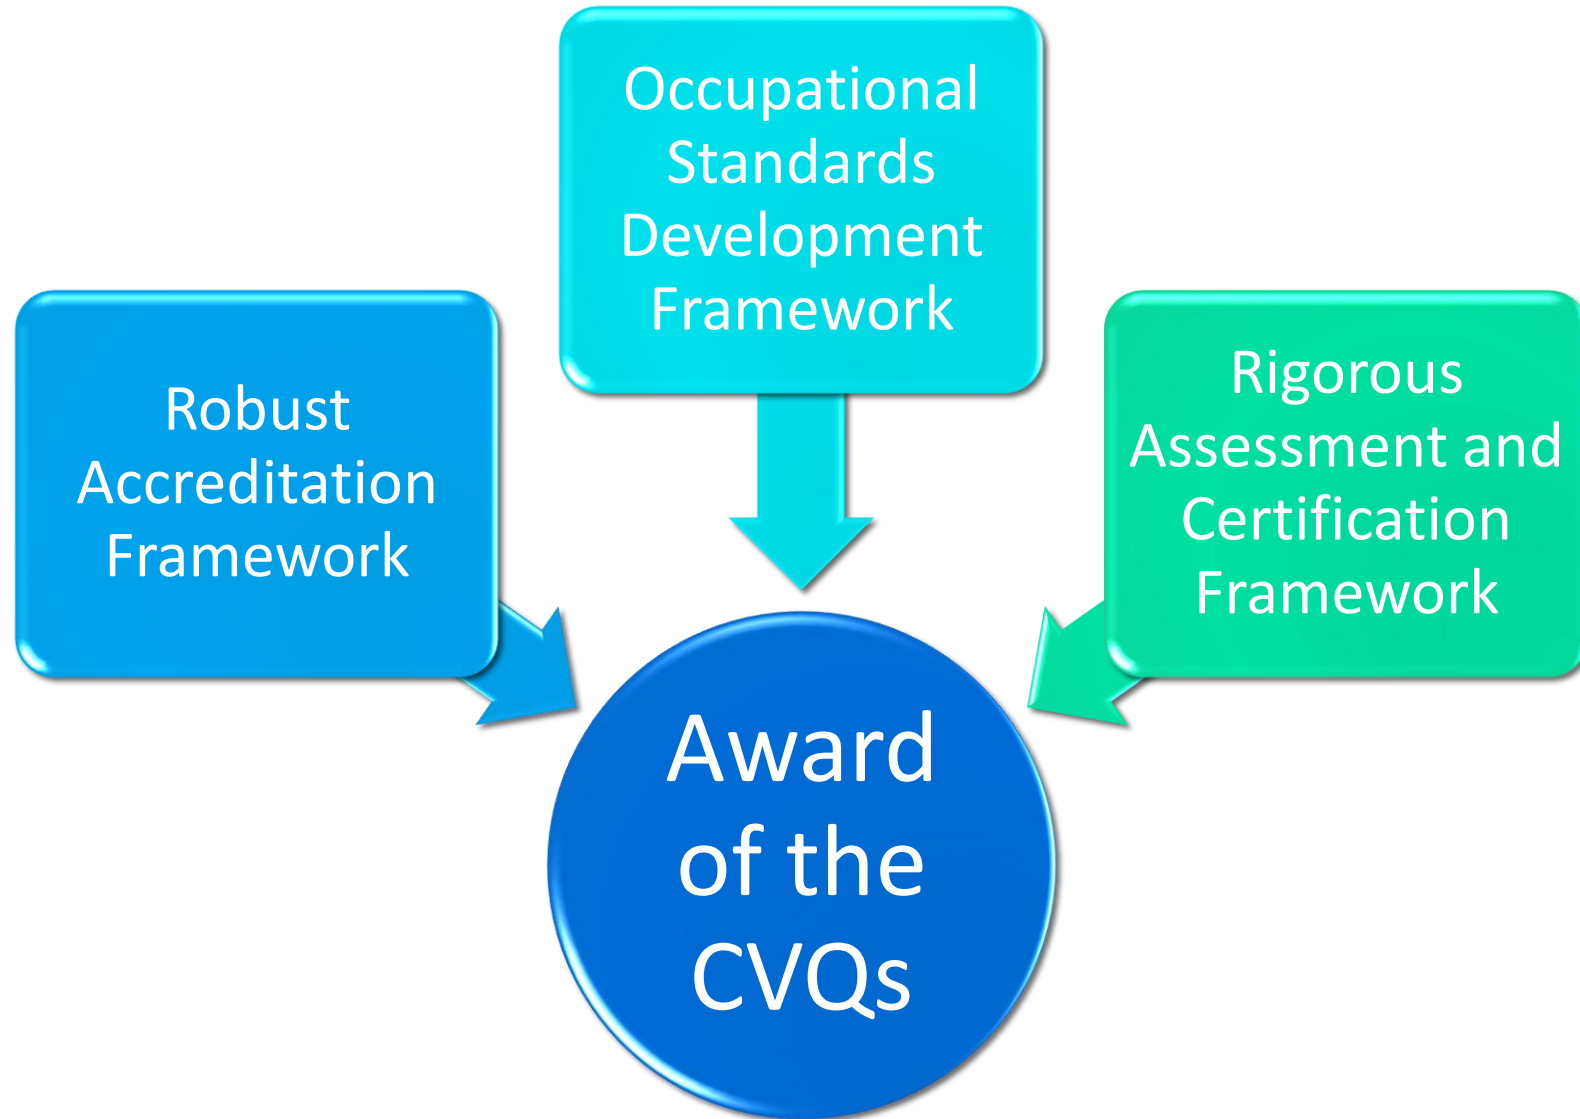 Occupational
Standards
Development
Framework
Robust
Accreditation
Framework
Rigorous
Assessment and
Certification
Framework
Award
of the
CVQs